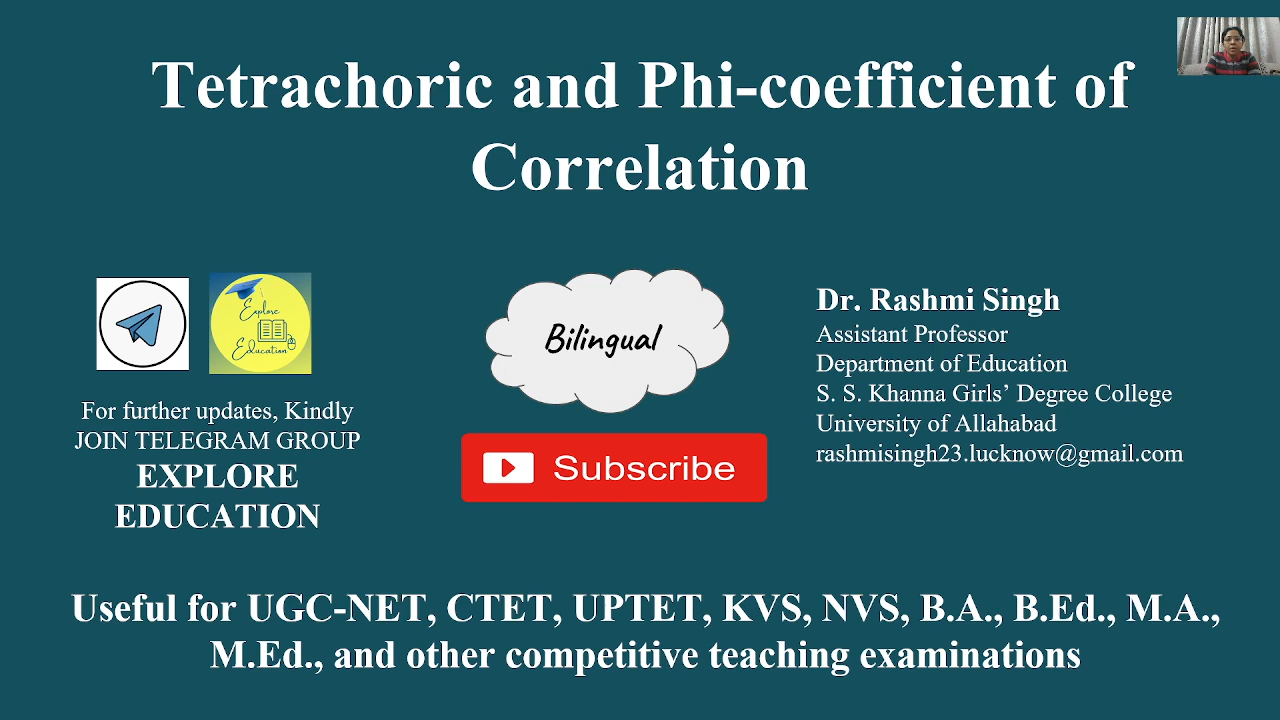 Tetrachoric and Phi-coefficient of
Correlation
Explore
Education
For further updates, Kindly
JOIN TELEGRAM GROUP
EXPLORE
EDUCATION
Bilingual
Subscribe
Dr. Rashmi Singh
Assistant Professor
Department of Education
S. S. Khanna Girls’ Degree College
University of Allahabad
rashmisingh23.lucknow@gmail.com
Useful for UGC-NET, CTET, UPTET, KVS, NVS, B.A., B.Ed., M.A.,
M.Ed., and other competitive teaching examinations